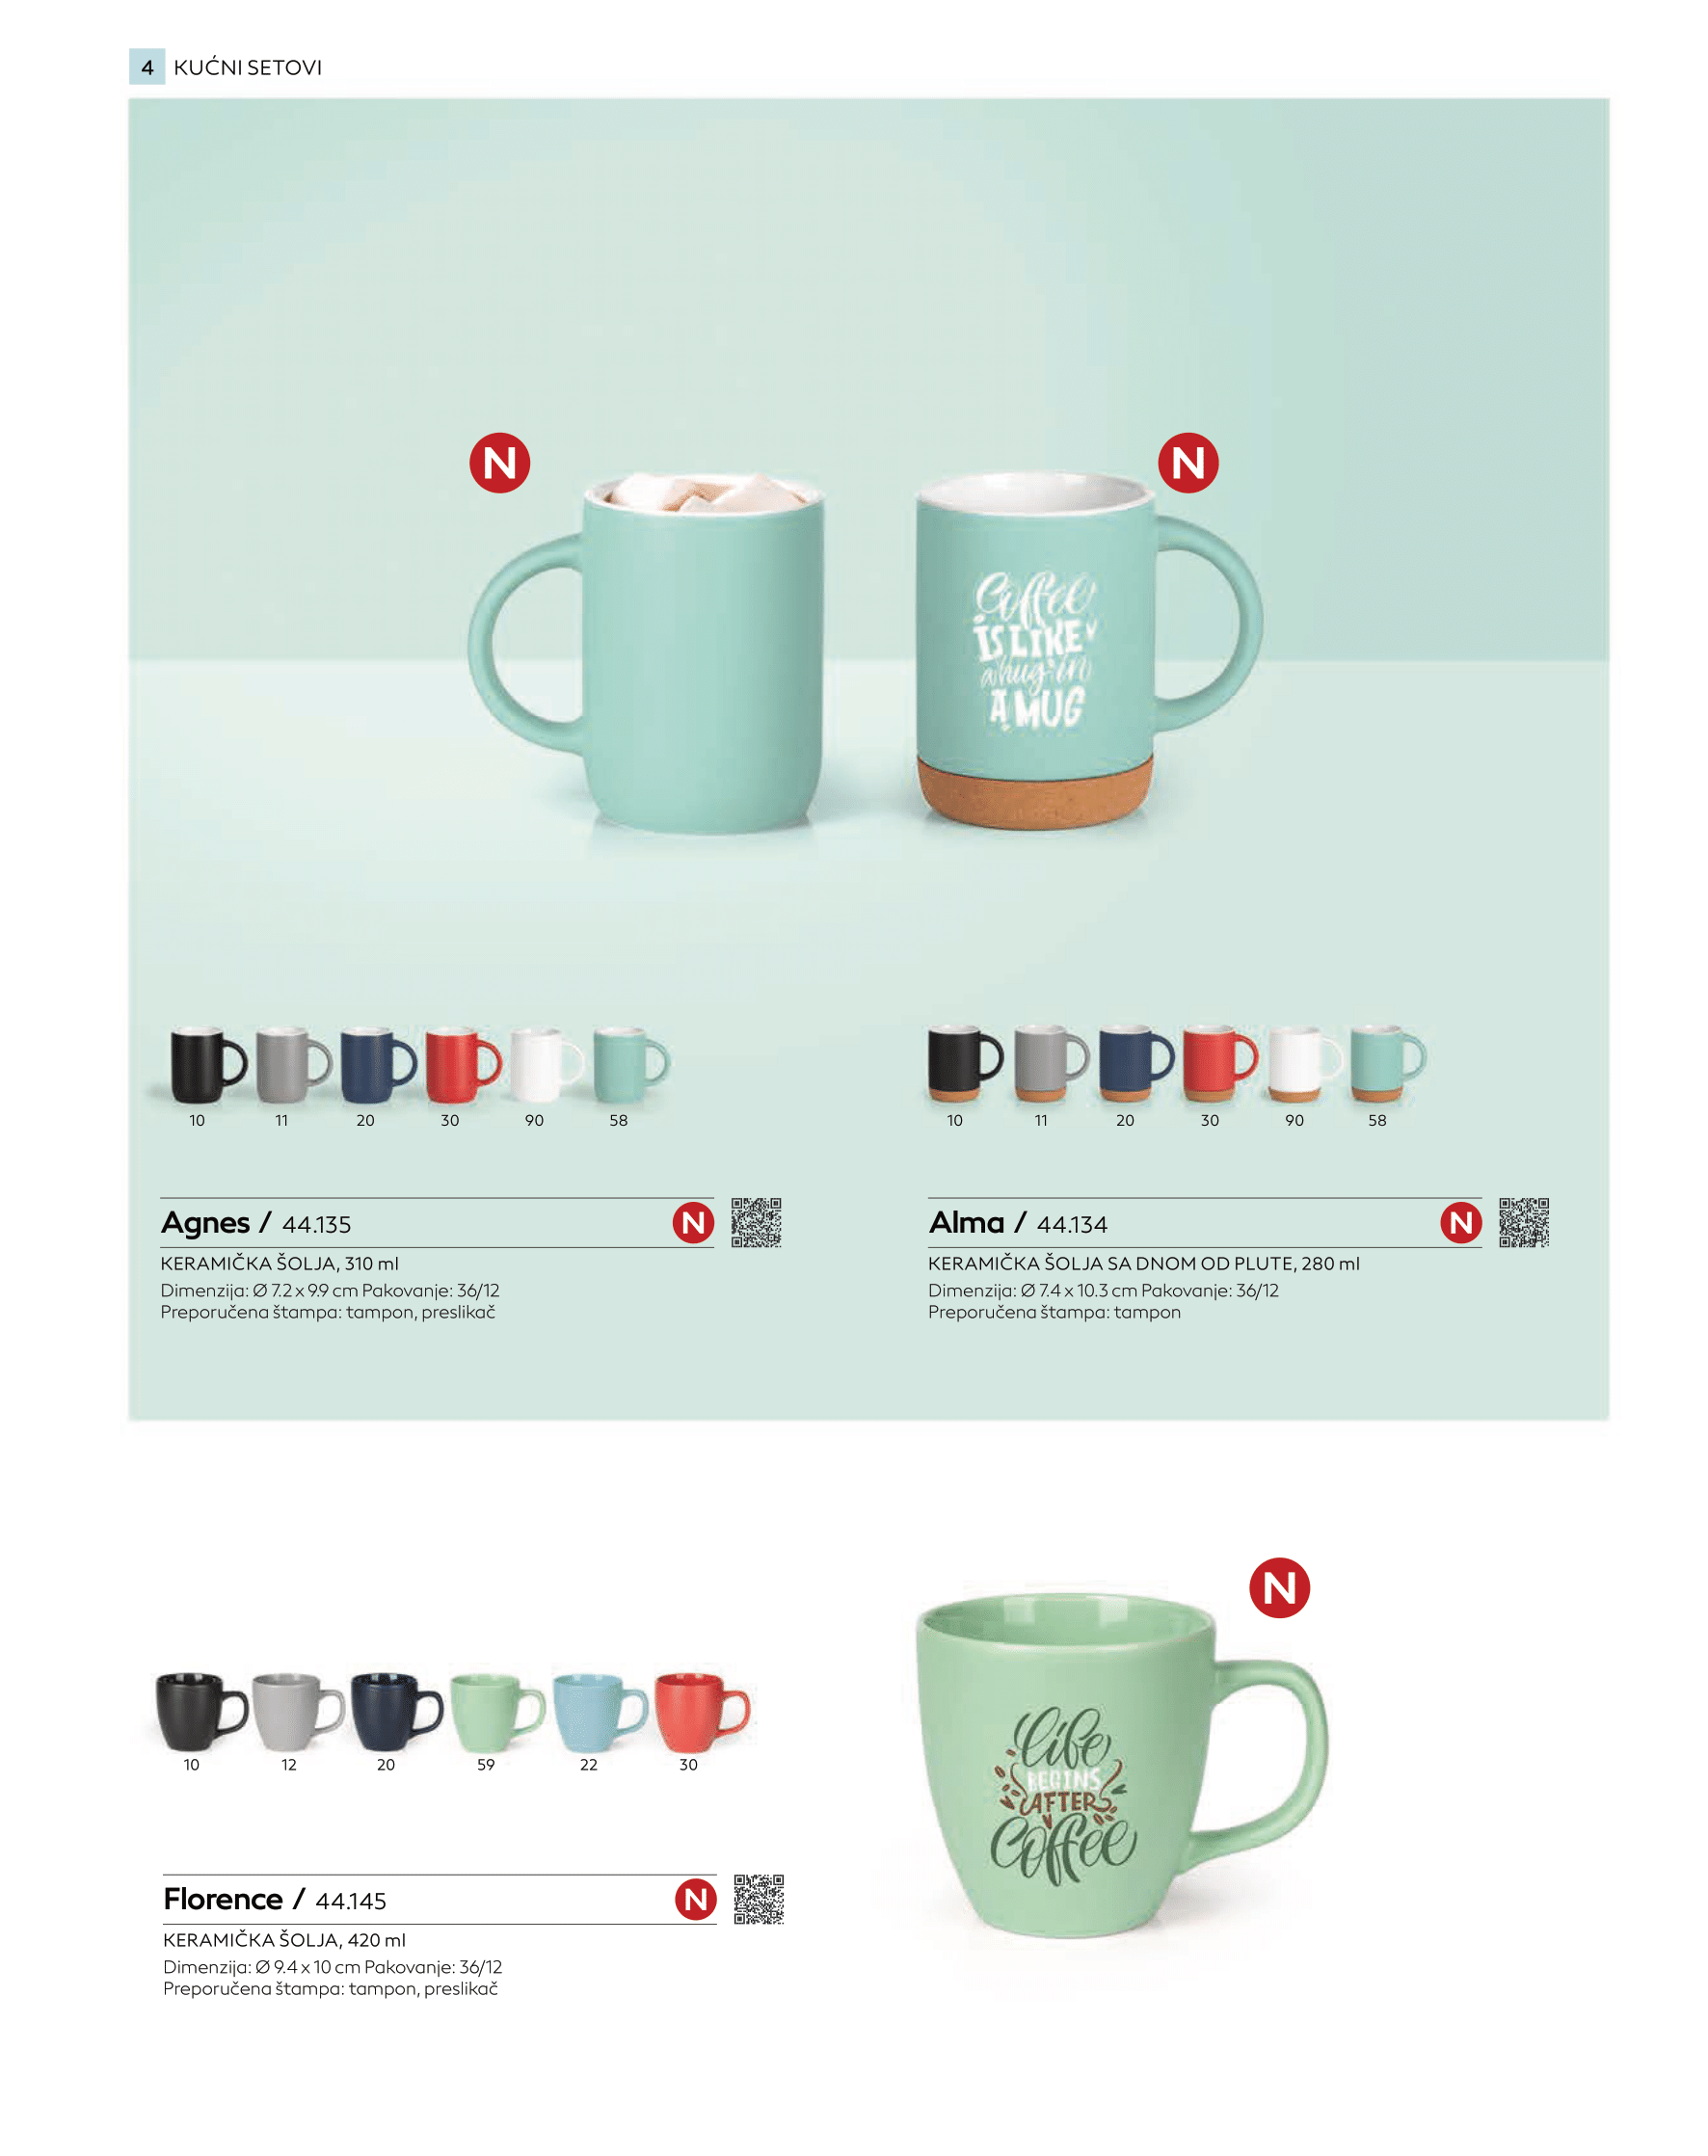 4 KUĆNI SETOVI
N
N
Coffee
IS LIKE
a hug in
A MUG
10 11 20 30 90 58
10 11 20 30 90 58
Agnes / 44.135 N
KERAMIČKA ŠOLJA, 310 ml
Dimenzija: Ø 7.2 x 9.9 cm Pakovanje: 36/12
Preporučena štampa: tampon, preslikač
Alma / 44.134 N
KERAMIČKA ŠOLJA SA DNOM OD PLUTE, 280 ml
Dimenzija: Ø 7.4 x 10.3 cm Pakovanje: 36/12
Preporučena štampa: tampon
N
life
BEGINS
AFTER
Coffee
10 12 20 59 22 30
Florence / 44.145 N
KERAMIČKA ŠOLJA, 420 ml
Dimenzija: Ø 9.4 x 10 cm Pakovanje: 36/12
Preporučena štampa: tampon, preslikač